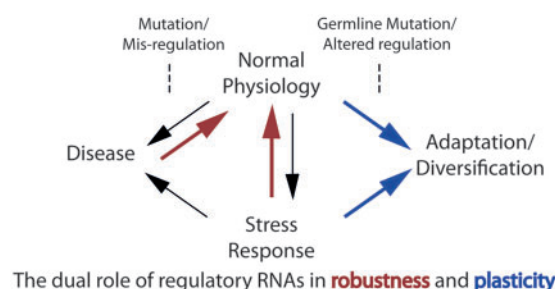 Mutation/
Mis-regulation
Germline Mutation/
Altered regulation
Normal
Physiology
Disease
Adaptation/
Diversification
Stress
Response
The dual role of regulatory RNAs in robustness and plasticity